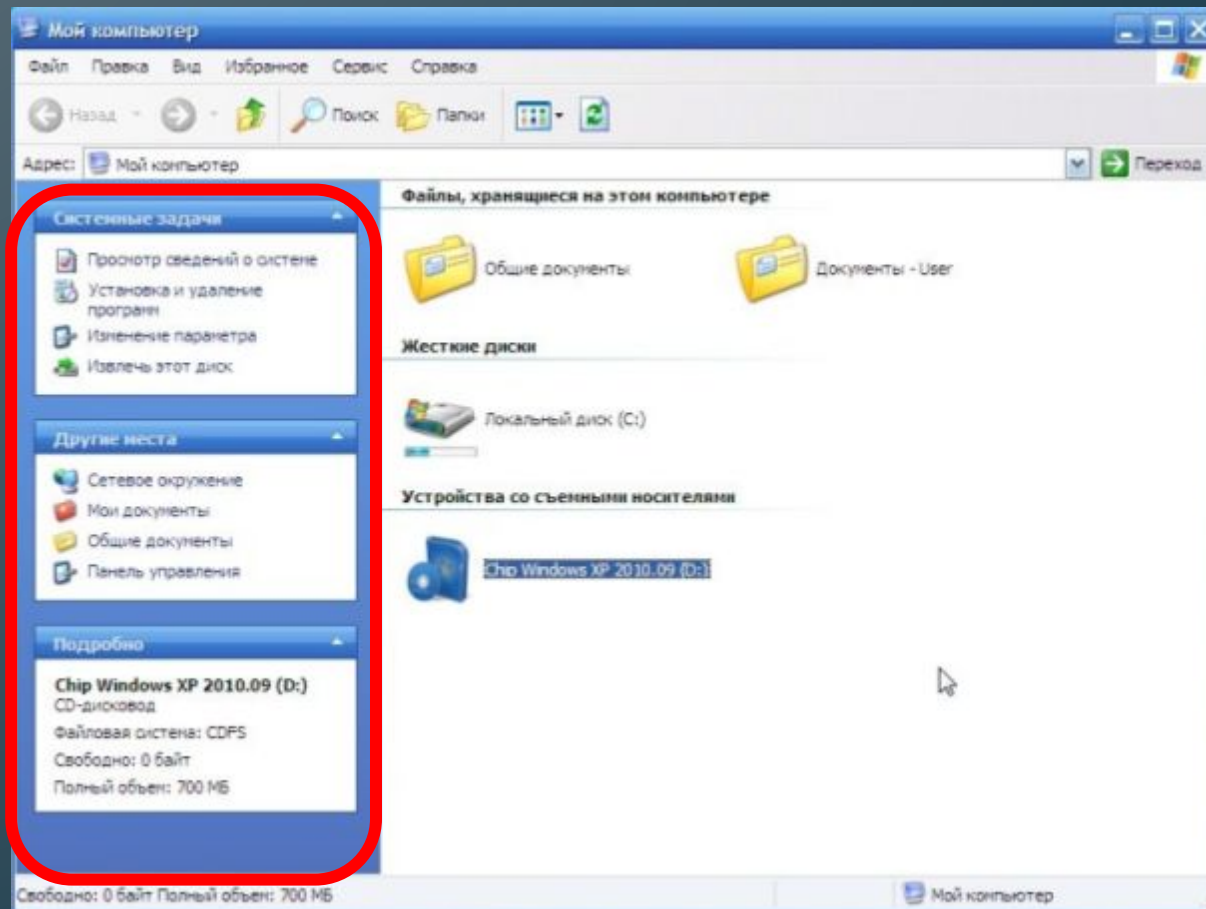 Мой компьютер
Файл Правка Вид Избранное Сервис Справка
Назад Поиск Папки
Адрес: Мой компьютер Переход
Системные задачи
Просмотр сведений о системе
Установка и удаление
программ
Изменение параметра
Извлечь этот диск
Другие места
Сетевое окружение
Мои документы
Общие документы
Панель управления
Подробно
Chip Windows XP 2010.09 (D:)
CD-дисковод
Файловая система: CDFS
Свободно: 0 байт
Полный объем: 700 МБ
Файлы, хранящиеся на этом компьютере
Общие документы
Документы - User
Жесткие диски
Локальный диск (C:)
Устройства со съемными носителями
Chip Windows XP 2010.09 (D:)
Свободно: 0 байт Полный объем: 700 МБ
Мой компьютер